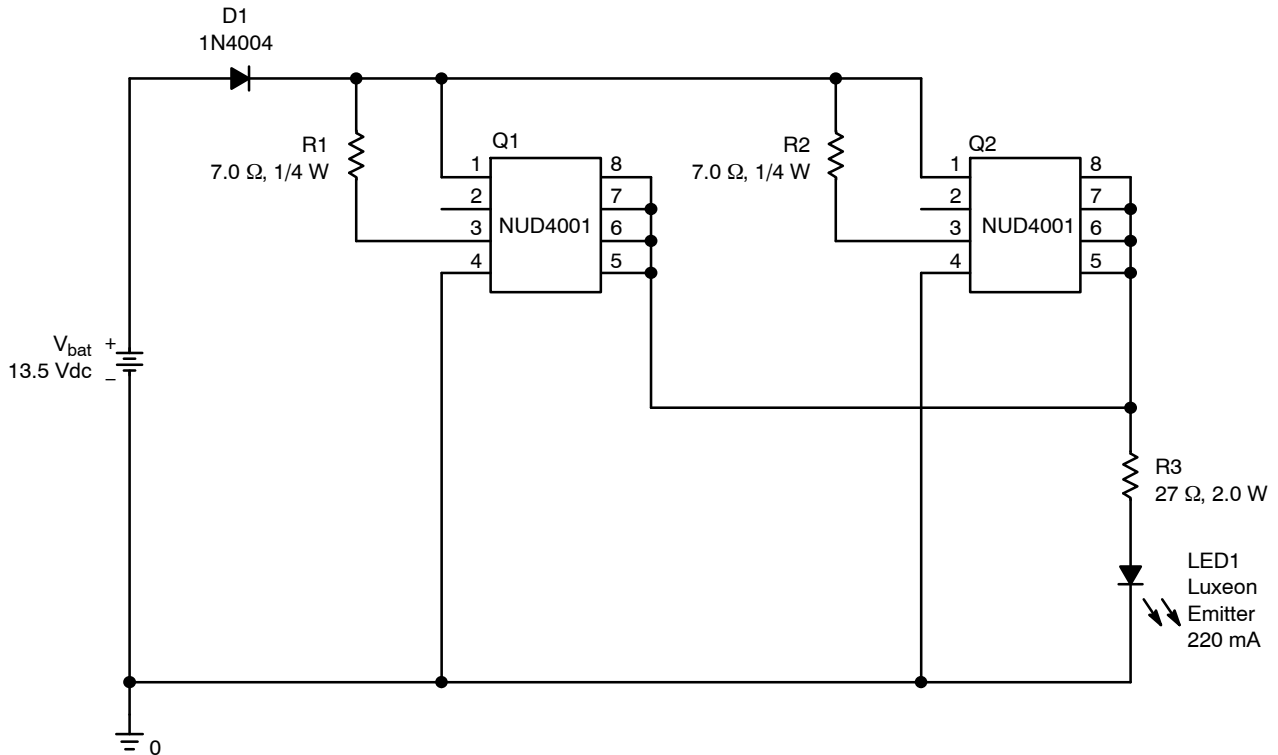 D1
1N4004
R1
7.0 Ω, 1/4 W
Q1
1
2
3
4
NUD4001
8
7
6
5
R2
7.0 Ω, 1/4 W
Q2
1
2
3
4
NUD4001
8
7
6
5
Vbat
+
13.5 Vdc
–
R3
27 Ω, 2.0 W
LED1
Luxeon
Emitter
220 mA
0